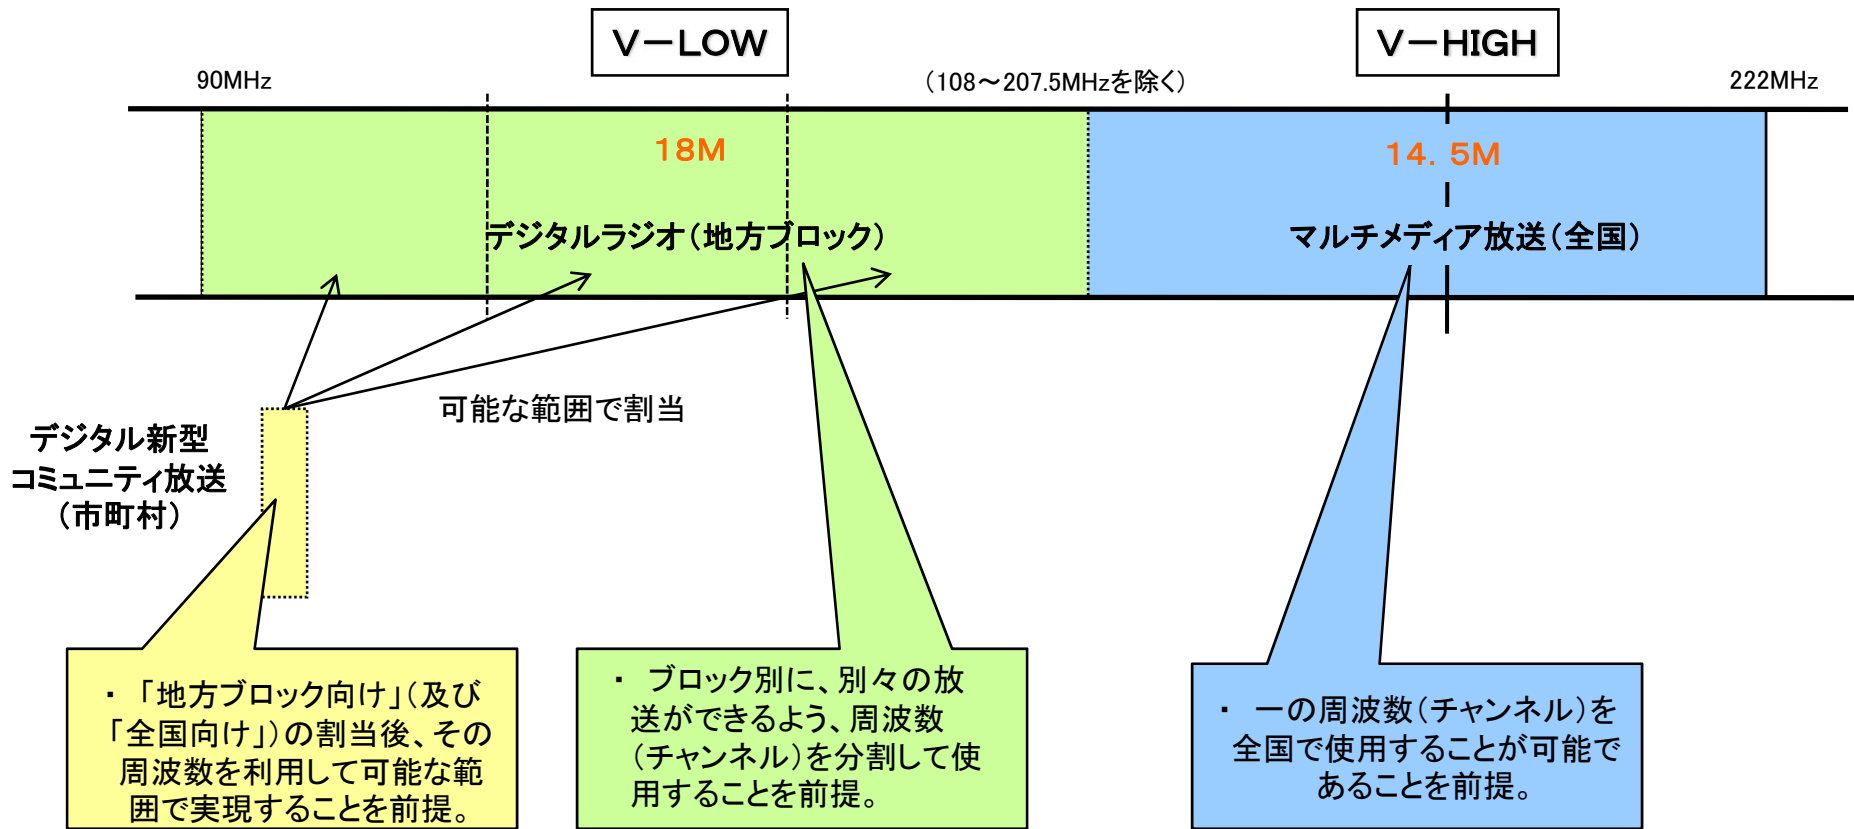 V－LOW
V－HIGH
90MHz
（108～207.5MHzを除く）
222MHz
18M
14．5M
デジタルラジオ（地方ブロック）
マルチメディア放送（全国）
可能な範囲で割当
デジタル新型
コミュニティ放送
（市町村）
・ 「地方ブロック向け」（及び
「全国向け」）の割当後、その
周波数を利用して可能な範
囲で実現することを前提。
・ ブロック別に、別々の放
送ができるよう、周波数
（チャンネル）を分割して使
用することを前提。
・ 一の周波数（チャンネル）を
全国で使用することが可能で
あることを前提。